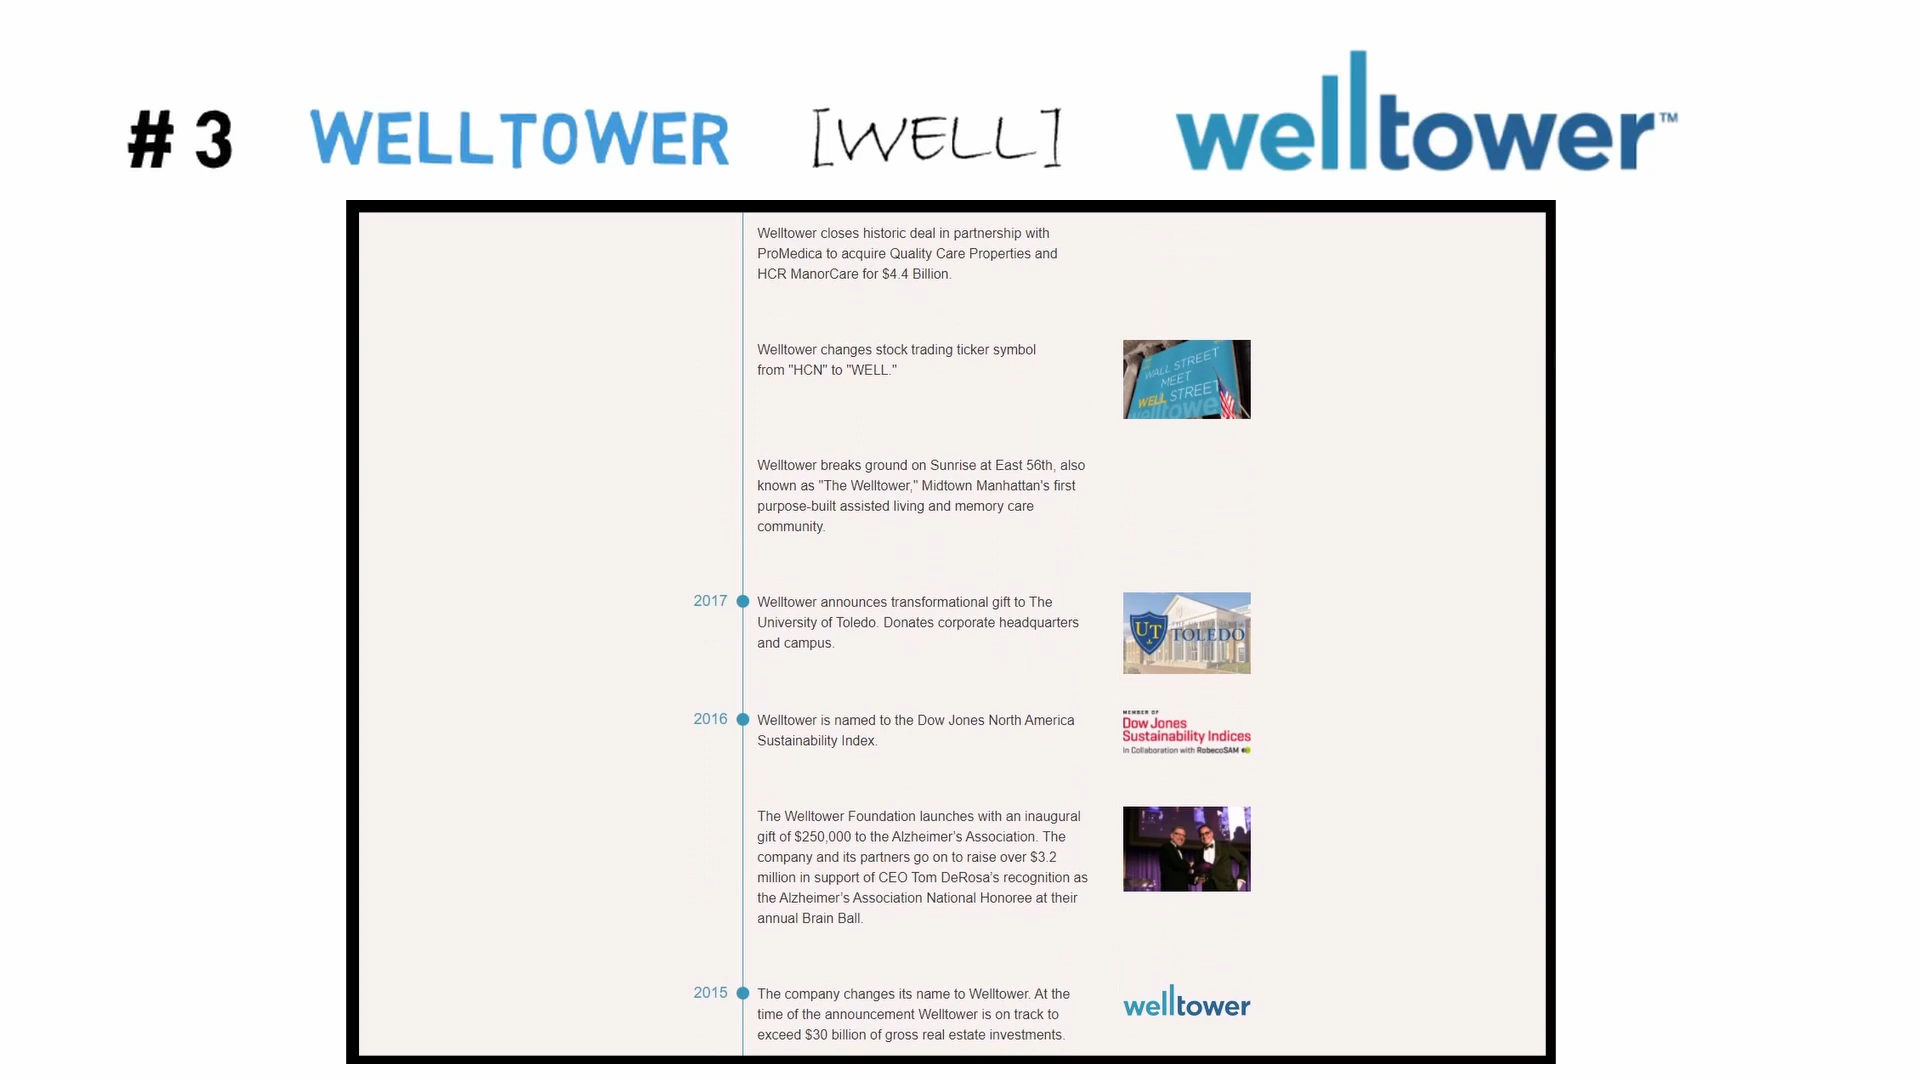 # 3 WELLTOWER [WELL] welltower™
Welltower closes historic deal in partnership with
ProMedica to acquire Quality Care Properties and
HCR ManorCare for $4.4 Billion.
Welltower changes stock trading ticker symbol
from "HCN" to "WELL."
WALL STREET
MEET
WELL STREET
welltower
Welltower breaks ground on Sunrise at East 56th, also
known as "The Welltower," Midtown Manhattan's first
purpose-built assisted living and memory care
community.
2017 Welltower announces transformational gift to The
University of Toledo. Donates corporate headquarters
and campus.
UT
TOLEDO
2016 Welltower is named to the Dow Jones North America
Sustainability Index.
MEMBER OF
Dow Jones
Sustainability Indices
In Collaboration with RobecoSAM
The Welltower Foundation launches with an inaugural
gift of $250,000 to the Alzheimer’s Association. The
company and its partners go on to raise over $3.2
million in support of CEO Tom DeRosa’s recognition as
the Alzheimer’s Association National Honoree at their
annual Brain Ball.
2015 The company changes its name to Welltower. At the
time of the announcement Welltower is on track to
exceed $30 billion of gross real estate investments.
welltower